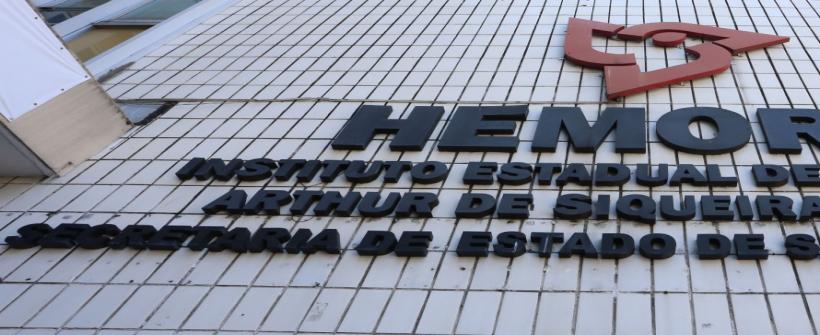 HEMOR
INSTITUTO ESTADUAL DE
ARTHUR DE SIQUEIRA
SECRETARIA DE ESTADO DE S